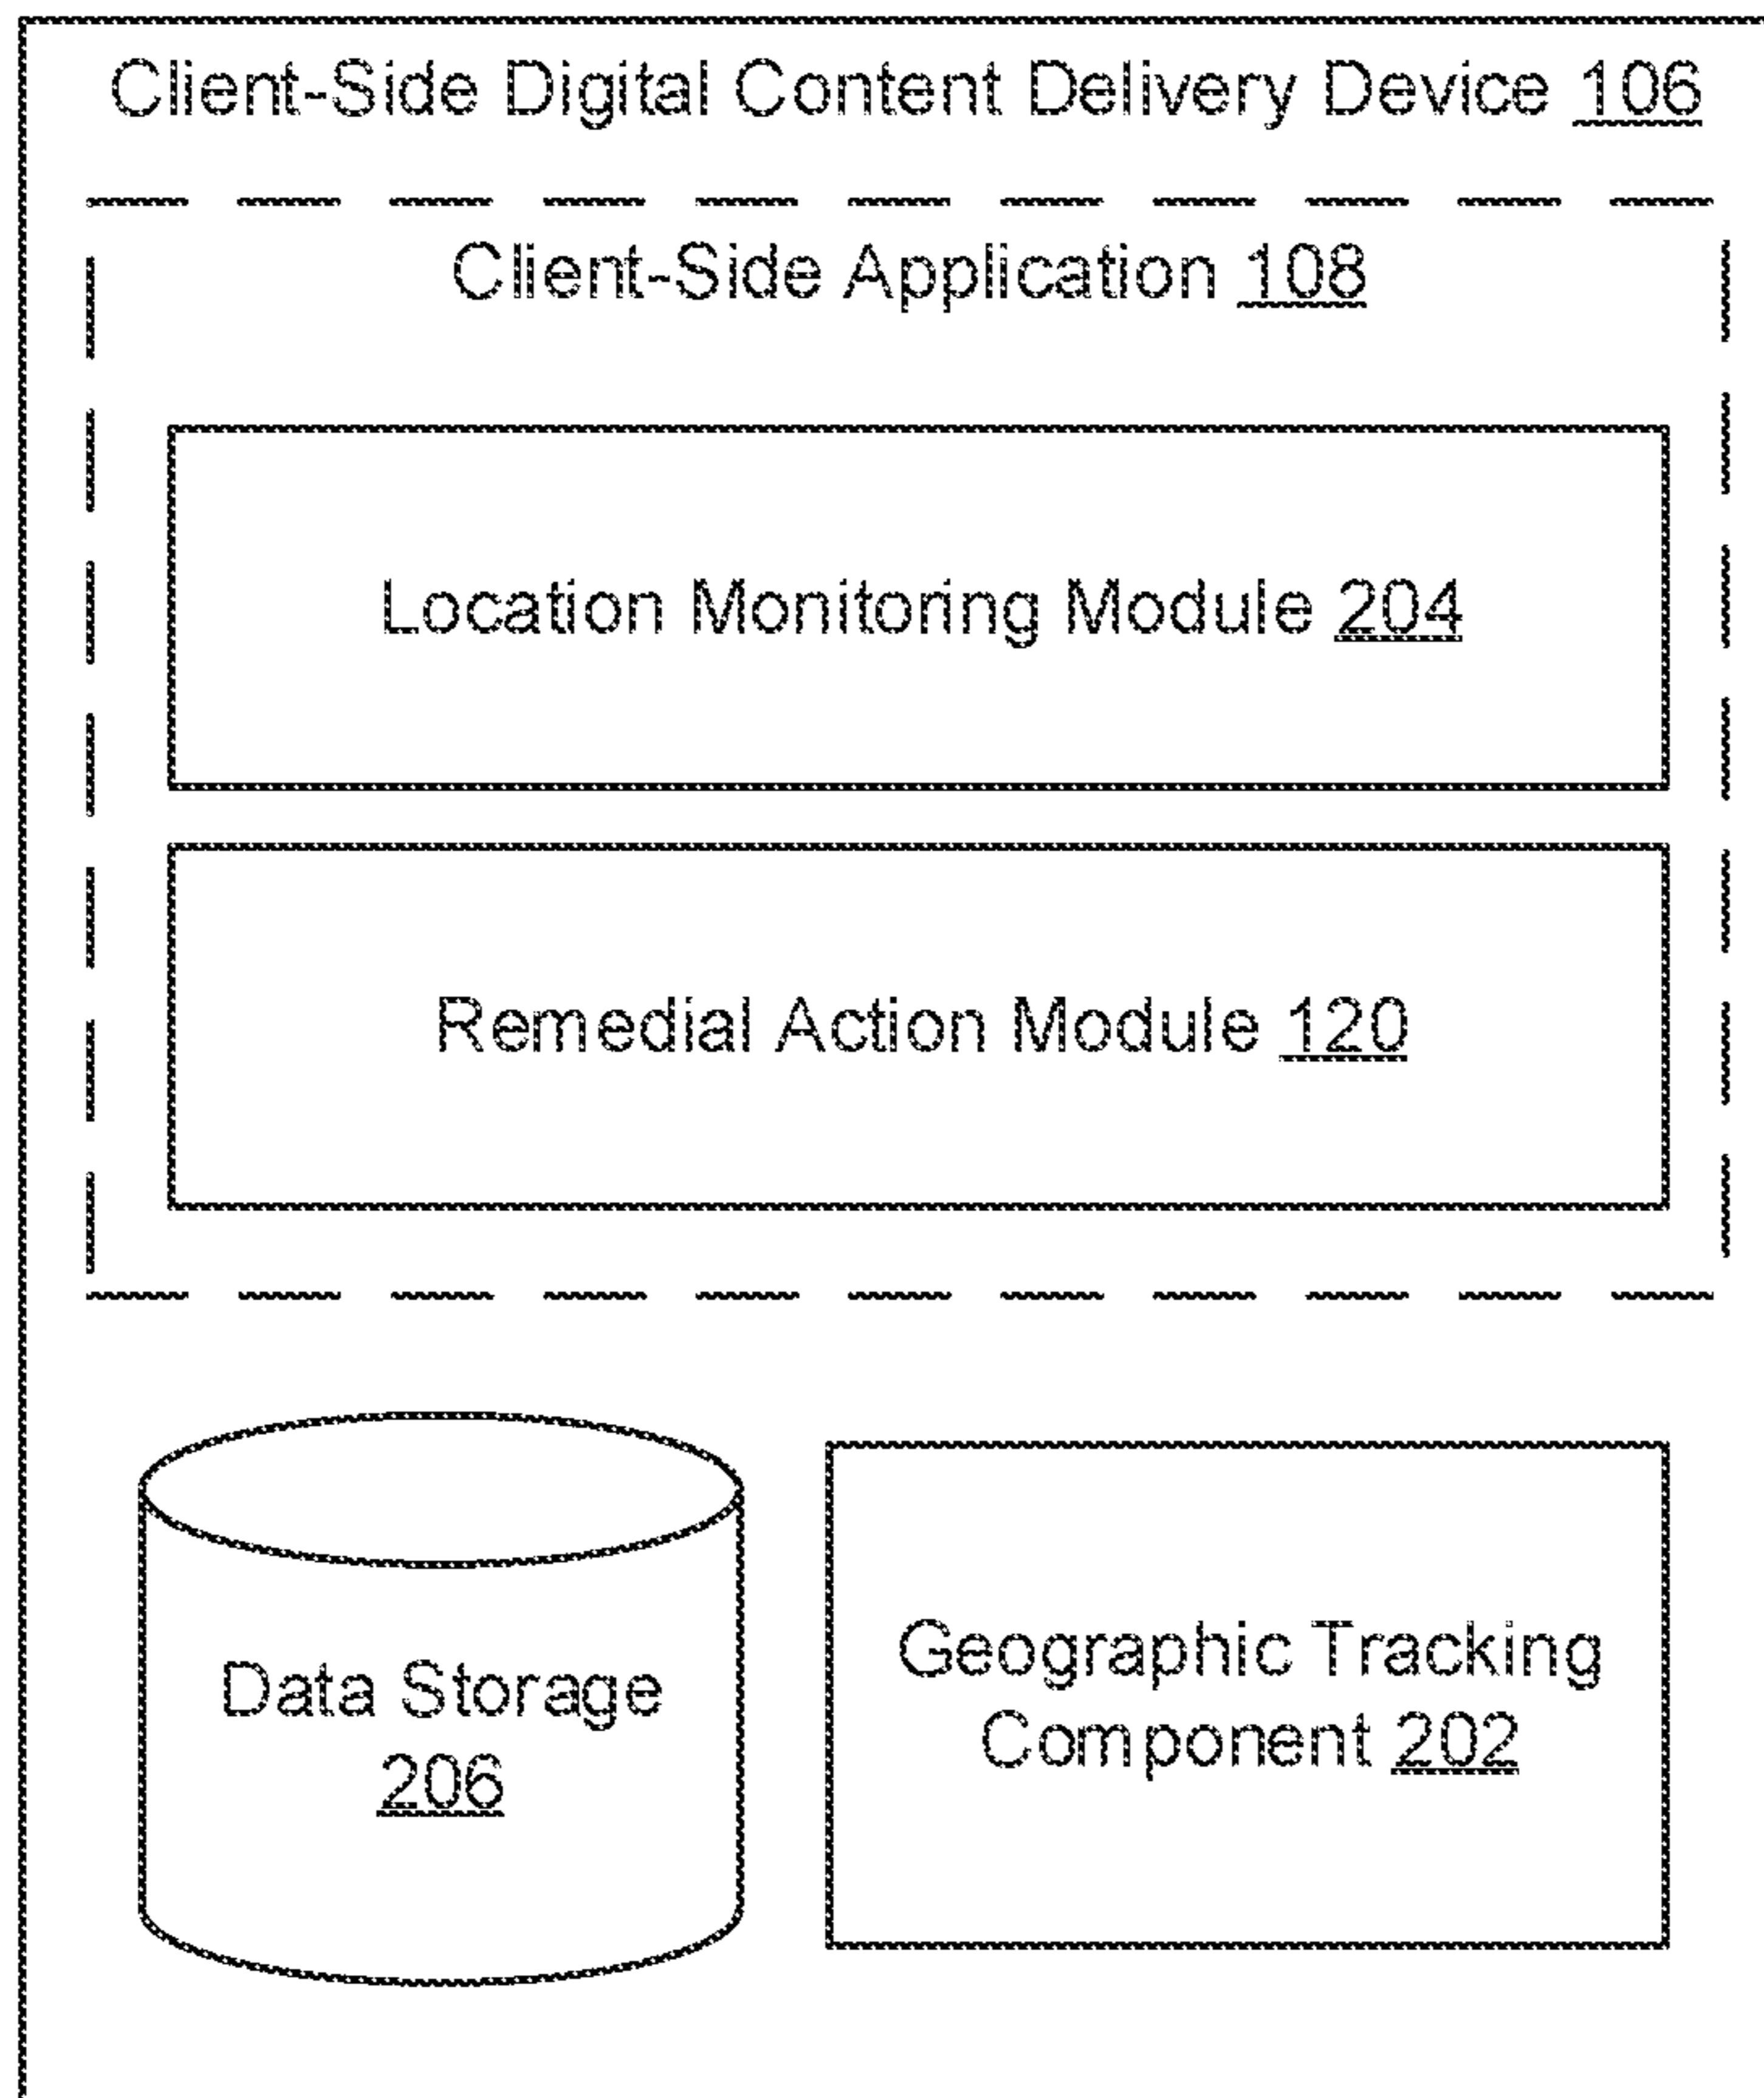 Client-Side Digital Content Delivery Device 106
Client-Side Application 108
Location Monitoring Module 204
Remedial Action Module 120
Data Storage
206
Geographic Tracking
Component 202